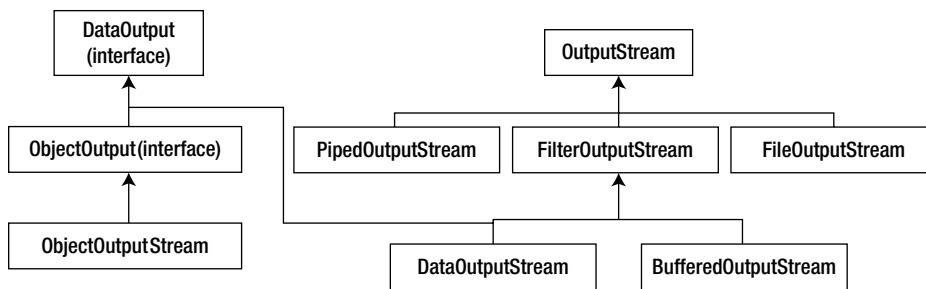 DataOutput
(interface)
OutputStream
ObjectOutput (interface)
PipedOutputStream
FilterOutputStream
FileOutputStream
ObjectOutputStream
DataOutputStream
BufferedOutputStream